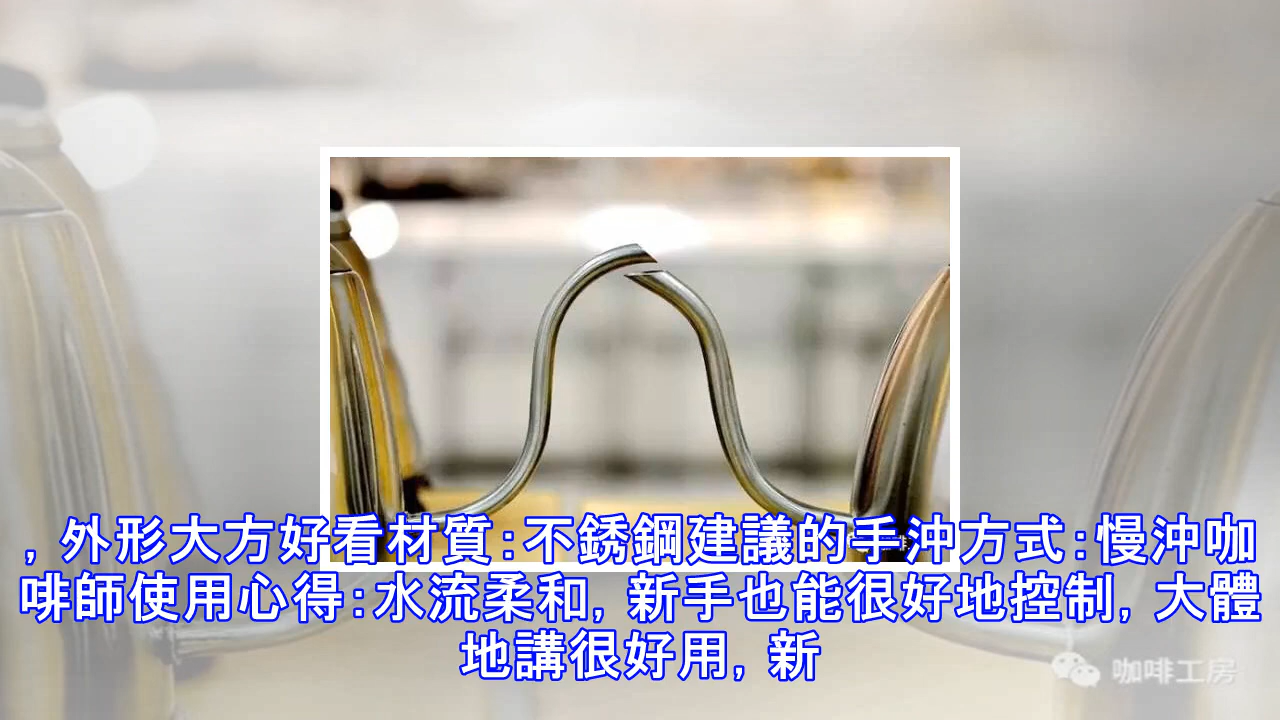 , 外形大方好看材質:不銹鋼建議的手沖方式:慢沖咖
啡師使用心得:水流柔和, 新手也能很好地控制, 大體
地講很好用, 新
咖啡工房